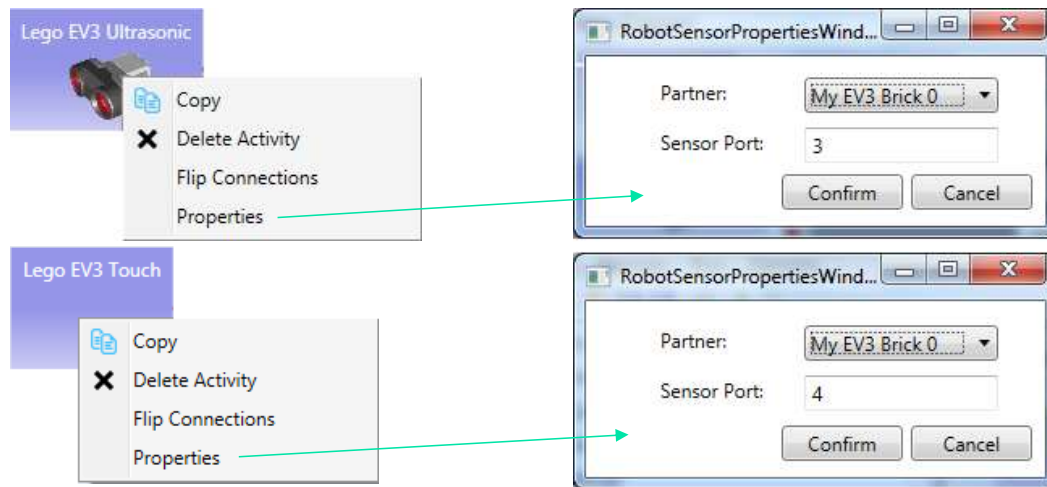 Lego EV3 Ultrasonic
Copy
Delete Activity
Flip Connections
Properties
RobotSensorPropertiesWind...
Partner:
My EV3 Brick 0
Sensor Port:
3
Confirm
Cancel
Lego EV3 Touch
Copy
Delete Activity
Flip Connections
Properties
RobotSensorPropertiesWind...
Partner:
My EV3 Brick 0
Sensor Port:
4
Confirm
Cancel